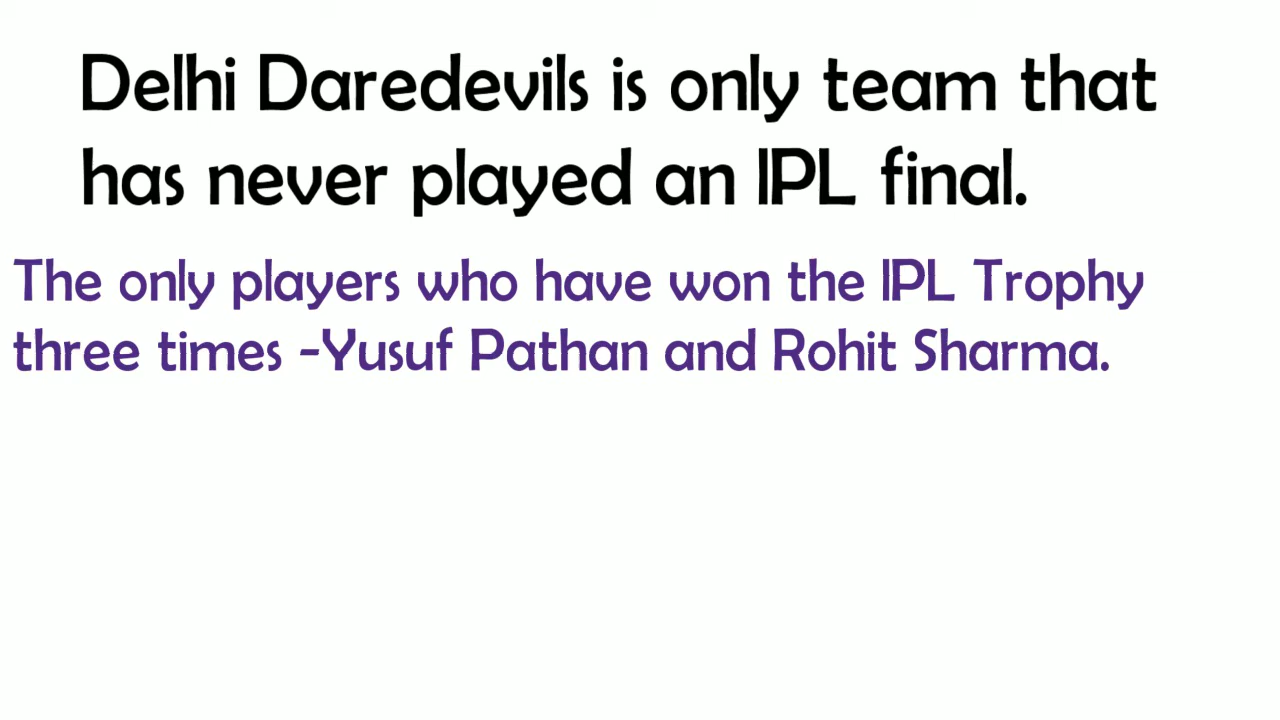 Delhi Daredevils is only team that
has never played an IPL final.
The only players who have won the IPL Trophy
three times -Yusuf Pathan and Rohit Sharma.